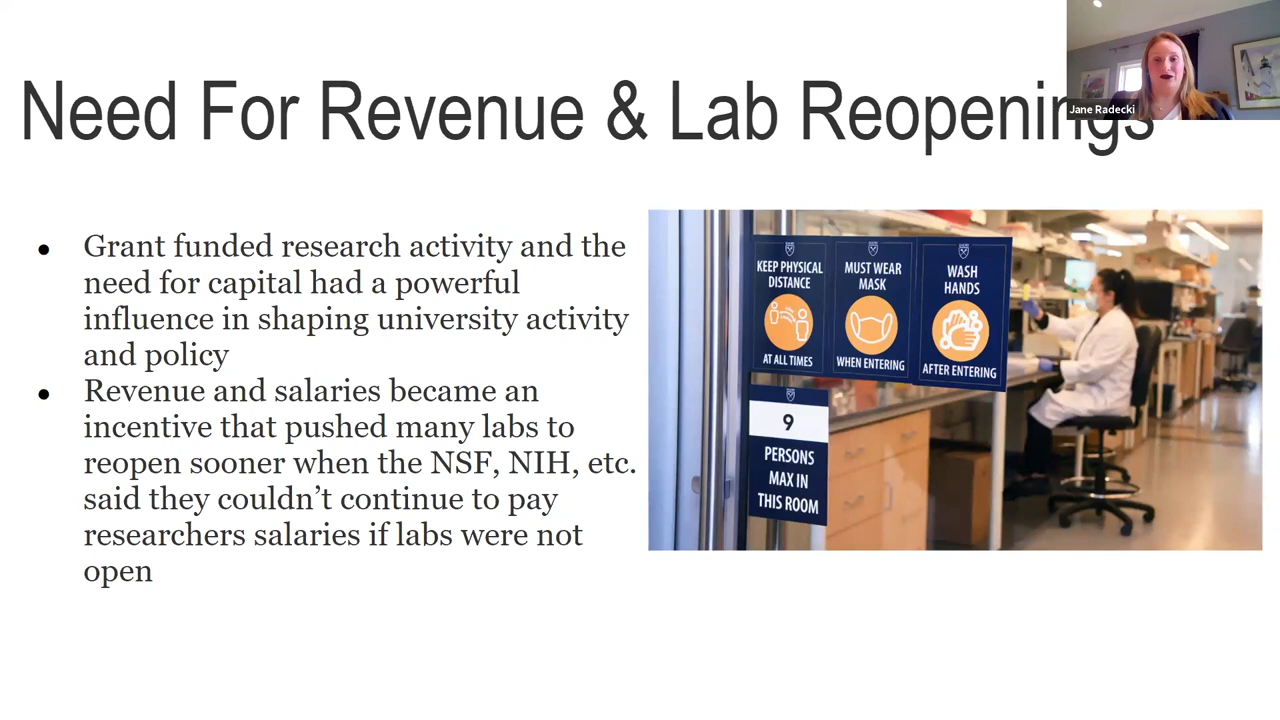 Need For Revenue & Lab Reopenings
Jane Radecki
● Grant funded research activity and the
need for capital had a powerful
influence in shaping university activity
and policy
● Revenue and salaries became an
incentive that pushed many labs to
reopen sooner when the NSF, NIH, etc.
said they couldn’t continue to pay
researchers salaries if labs were not
open
KEEP PHYSICAL
DISTANCE
AT ALL TIMES
MUST WEAR
MASK
WHEN ENTERING
WASH
HANDS
AFTER ENTERING
9
PERSONS
MAX IN
THIS ROOM